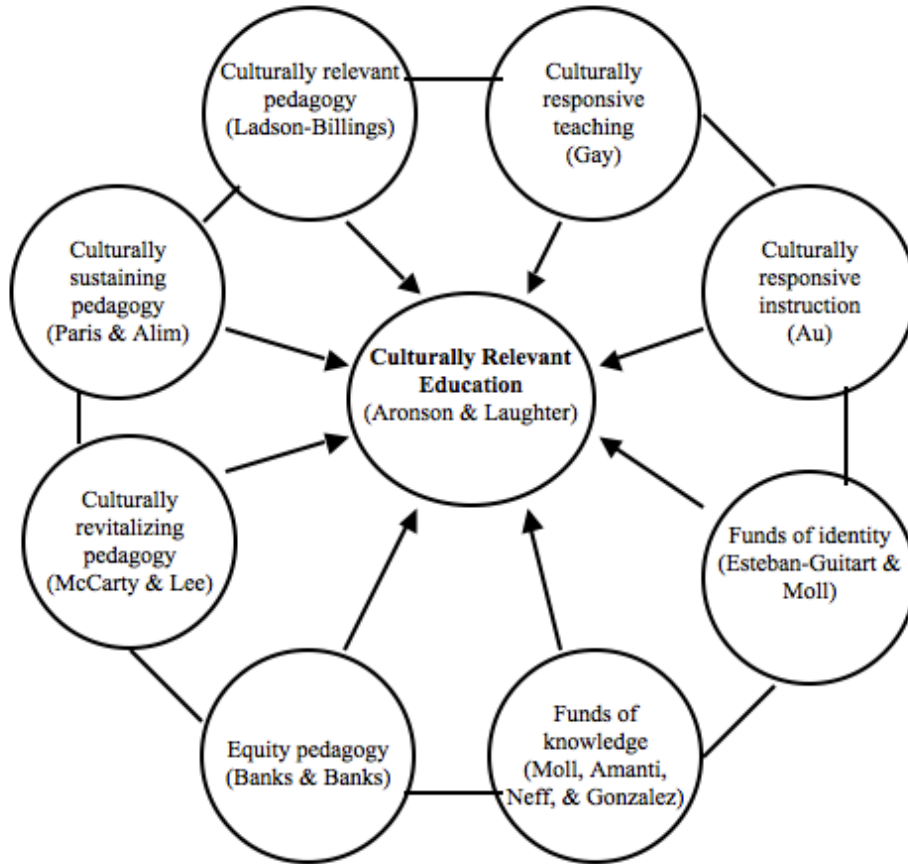 Culturally relevant
pedagogy
(Ladson-Billings)
Culturally
responsive
teaching
(Gay)
Culturally
sustaining
pedagogy
(Paris & Alim)
Culturally
responsive
instruction
(Au)
Culturally Relevant
Education
(Aronson & Laughter)
Culturally
revitalizing
pedagogy
(McCarty & Lee)
Funds of identity
(Esteban-Guitart &
Moll)
Equity pedagogy
(Banks & Banks)
Funds of
knowledge
(Moll, Amanti,
Neff, & Gonzalez)